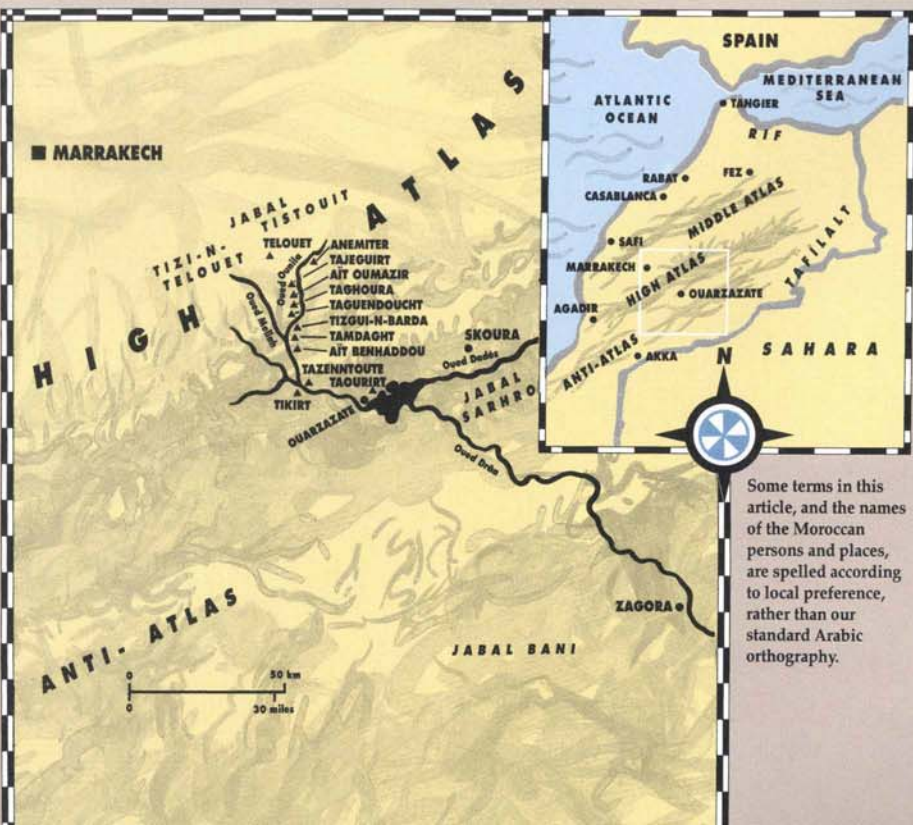 SPAIN
MEDITERRANEAN
SEA
ATLANTIC
OCEAN
TANGIER
RIF
RABAT
FEZ
CASABLANCA
MIDDLE ATLAS
SAFI
TAFILALT
MARRAKECH
HIGH ATLAS
OUARZAZATE
AGADIR
ANTI-ATLAS
AKKA
N
SAHARA
MARRAKECH
HIGH ATLAS
JABAL
TISTOUIT
TIZI-N-
TELOUET
TELOUET
ANEMITER
TAJEGUIRT
AÏT OUMAZIR
TAGHOURA
TAGUENDOUCHT
TIZGUI-N-BARDA
TAMDAGHT
AÏT BENHADDOU
Oued Ounila
Oued Mellah
TAZENNTOUTE
TAOURIRT
TIKIRT
OUARZAZATE
SKOURA
Oued Dadès
JABAL
SARHRO
Oued Drâa
ZAGORA
ANTI-ATLAS
JABAL BANI
0 50 km
0 30 miles
Some terms in this
article, and the names
of the Moroccan
persons and places,
are spelled according
to local preference,
rather than our
standard Arabic
orthography.